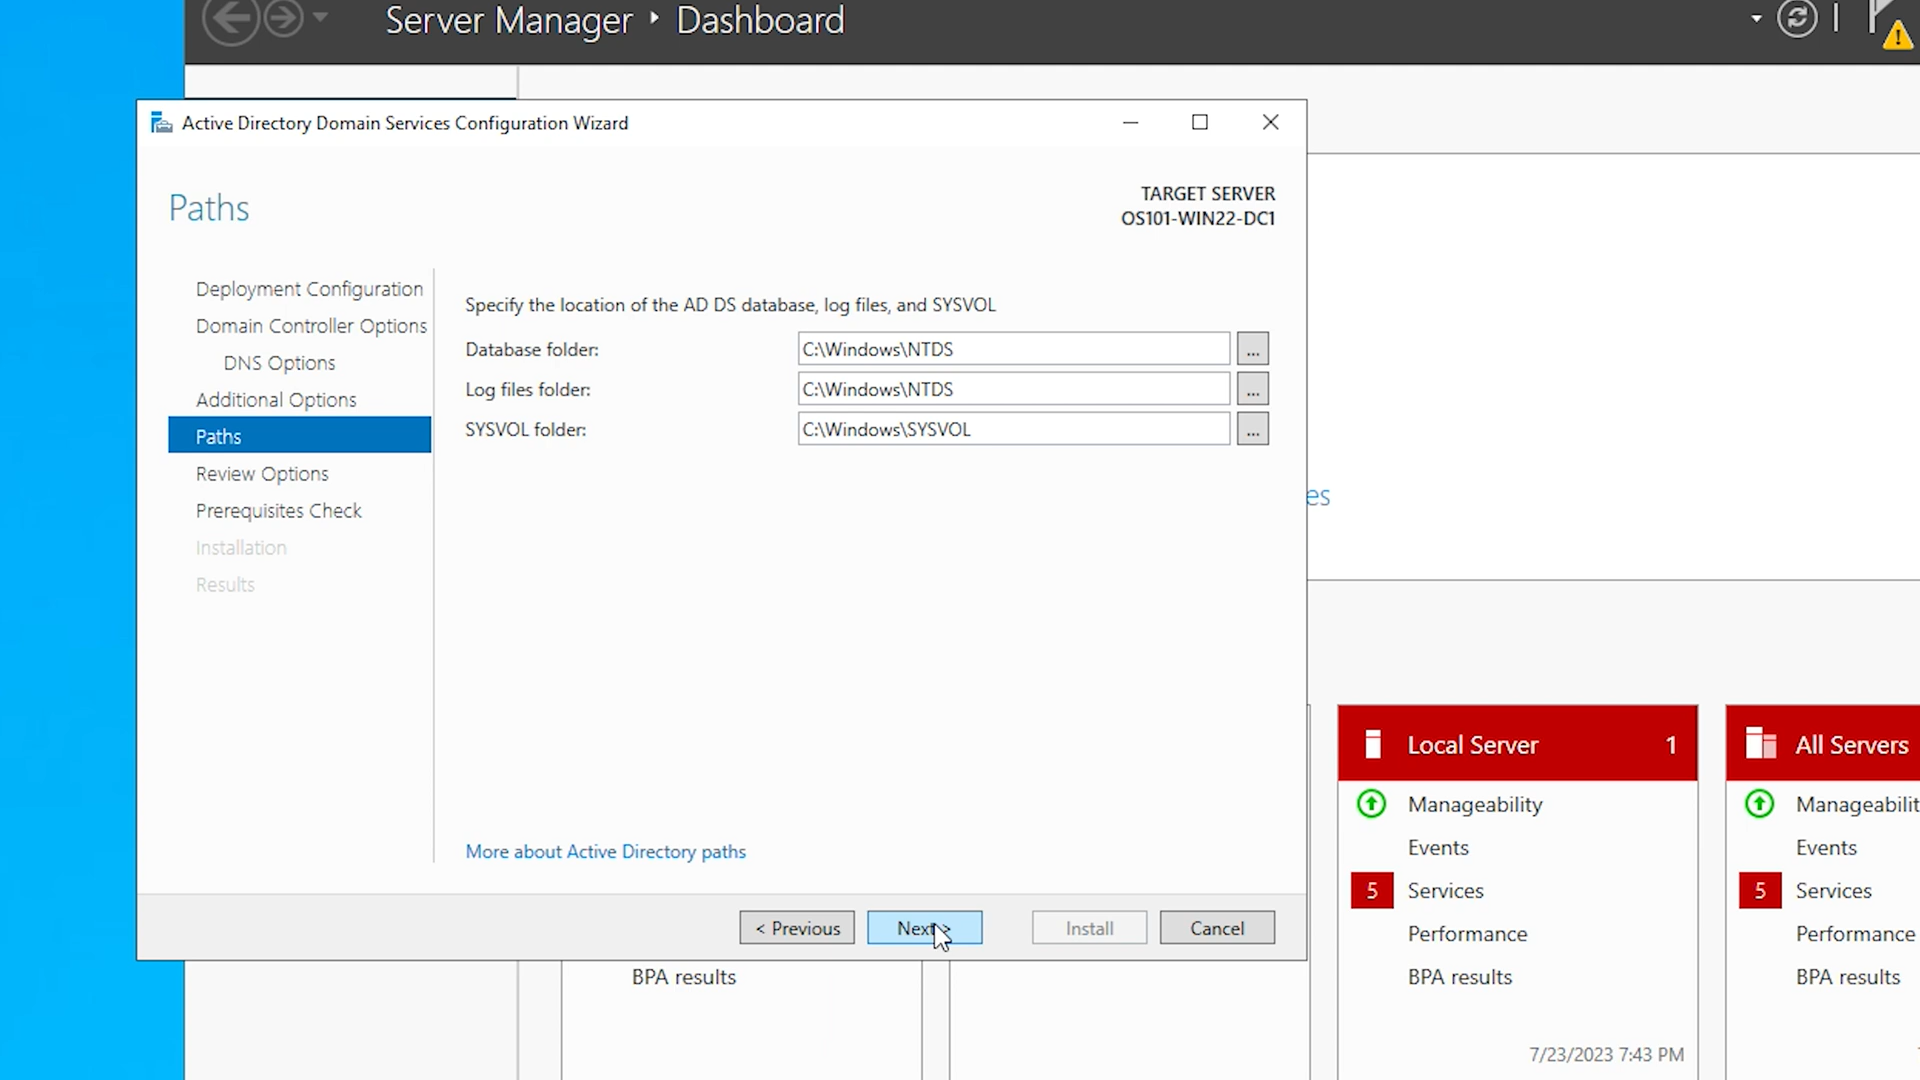 Server Manager ‣ Dashboard
Active Directory Domain Services Configuration Wizard
Paths
TARGET SERVER
OS101-WIN22-DC1
Deployment Configuration
Domain Controller Options
DNS Options
Additional Options
Paths
Review Options
Prerequisites Check
Installation
Results
Specify the location of the AD DS database, log files, and SYSVOL
Database folder: C:\Windows\NTDS ...
Log files folder: C:\Windows\NTDS ...
SYSVOL folder: C:\Windows\SYSVOL ...
More about Active Directory paths
< Previous Next > Install Cancel
es
BPA results
Local Server 1
Manageability
Events
5 Services
Performance
BPA results
7/23/2023 7:43 PM
All Servers
Manageabilit
Events
5 Services
Performance
BPA results